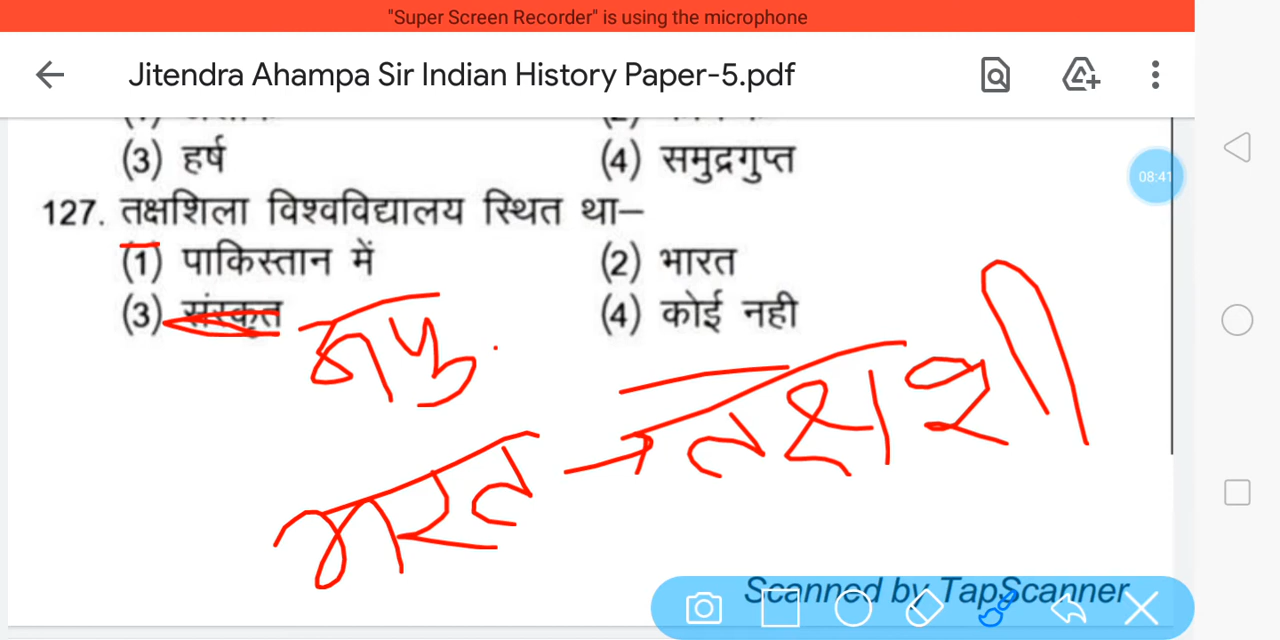 "Super Screen Recorder" is using the microphone
Jitendra Ahampa Sir Indian History Paper-5.pdf
(3) हर्ष (4) समुद्रगुप्त
08:41
127. तक्षशिला विश्वविद्यालय स्थित था–
(1) पाकिस्तान में (2) भारत
(3) संस्कृत (4) कोई नही
भरत
Scanned by TapScanner